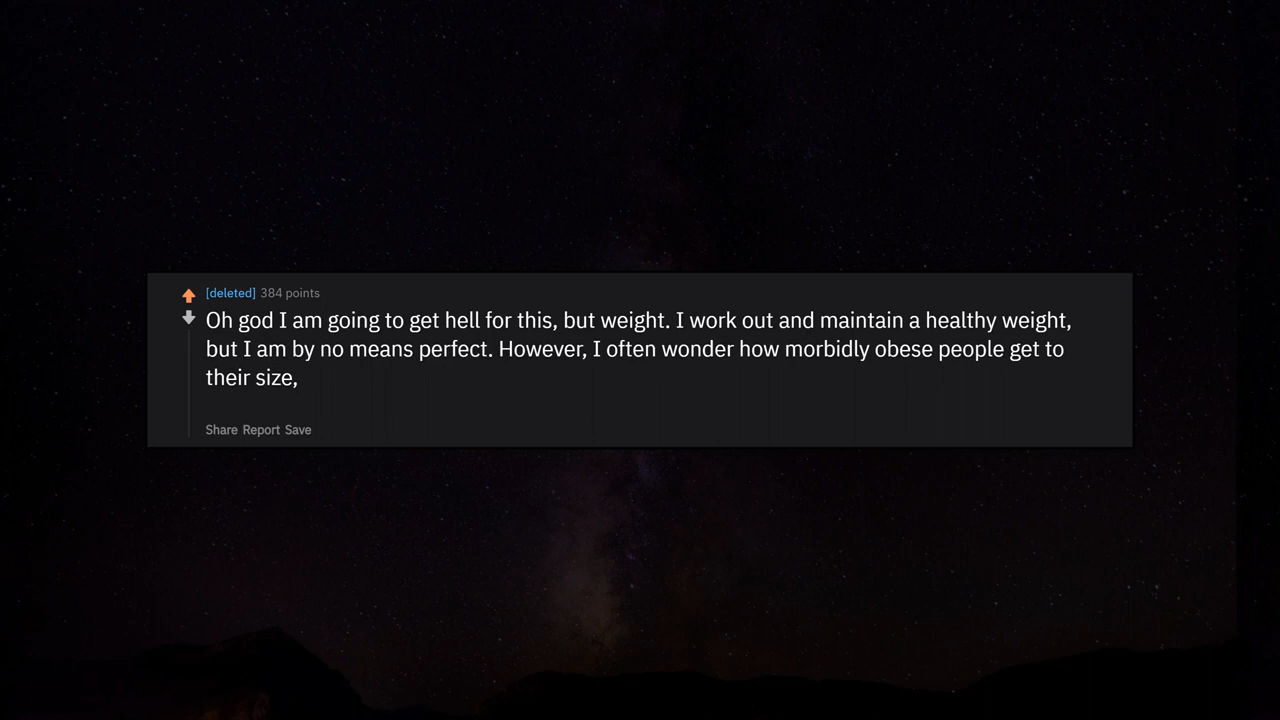 [deleted] 384 points
Oh god I am going to get hell for this, but weight. I work out and maintain a healthy weight,
but I am by no means perfect. However, I often wonder how morbidly obese people get to
their size,
Share Report Save